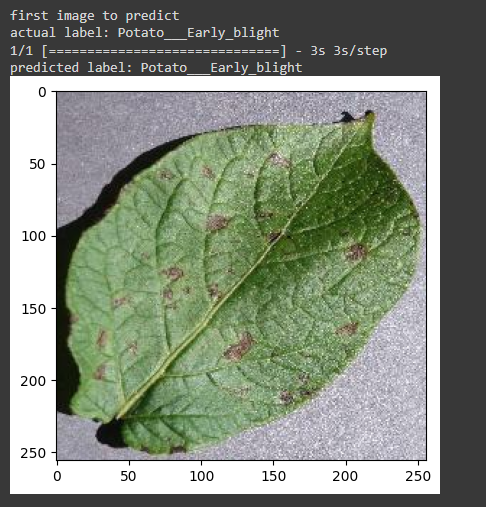 first image to predict
actual label: Potato___Early_blight
1/1 [==============================] - 3s 3s/step
predicted label: Potato___Early_blight
0
50
100
150
200
250
0 50 100 150 200 250